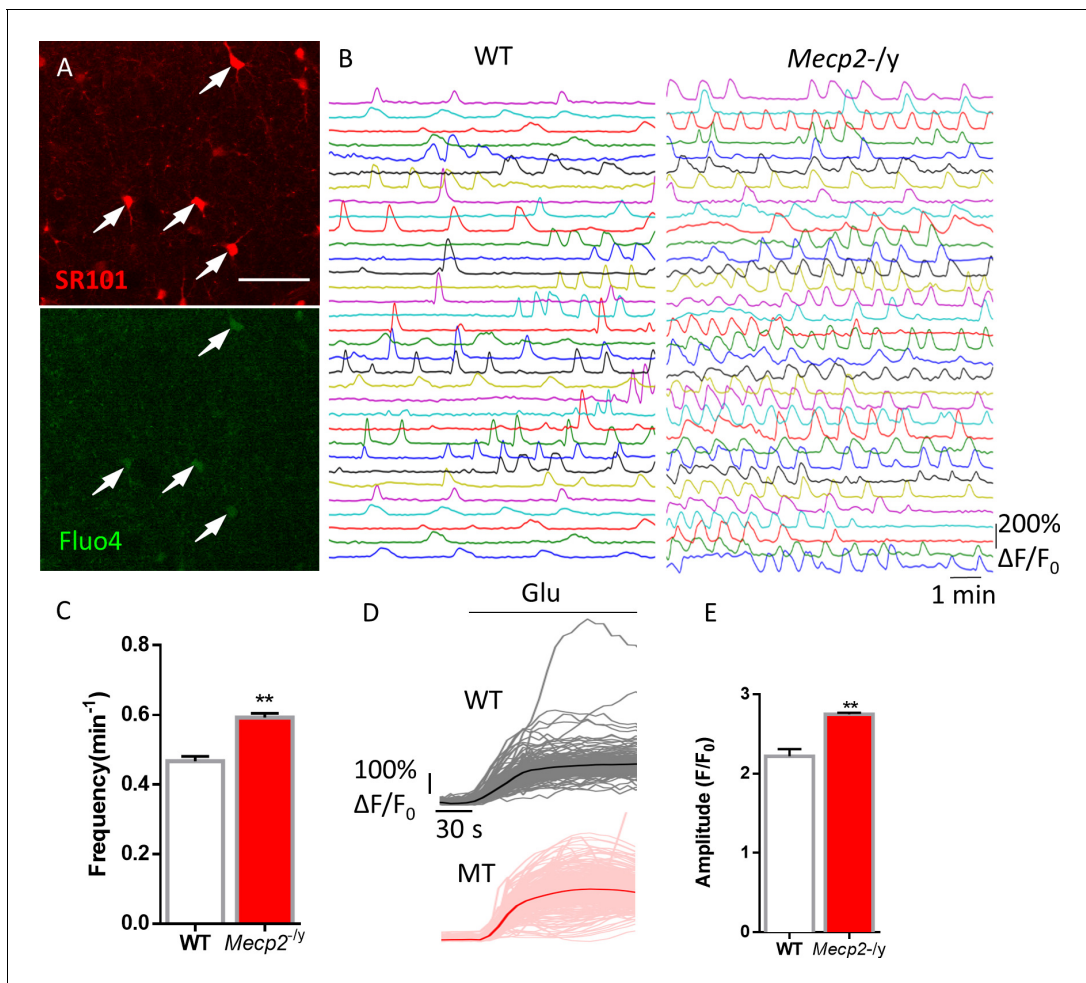 A
SR101
Fluo4
B
WT
Mecp2-/y
200%
ΔF/F0
1 min
C
Frequency(min-1)
0.8
0.6
0.4
0.2
0.0
**
WT
Mecp2-/y
D
Glu
WT
100%
ΔF/F0
30 s
MT
E
Amplitude (F/F0)
3
2
1
0
**
WT
Mecp2-/y